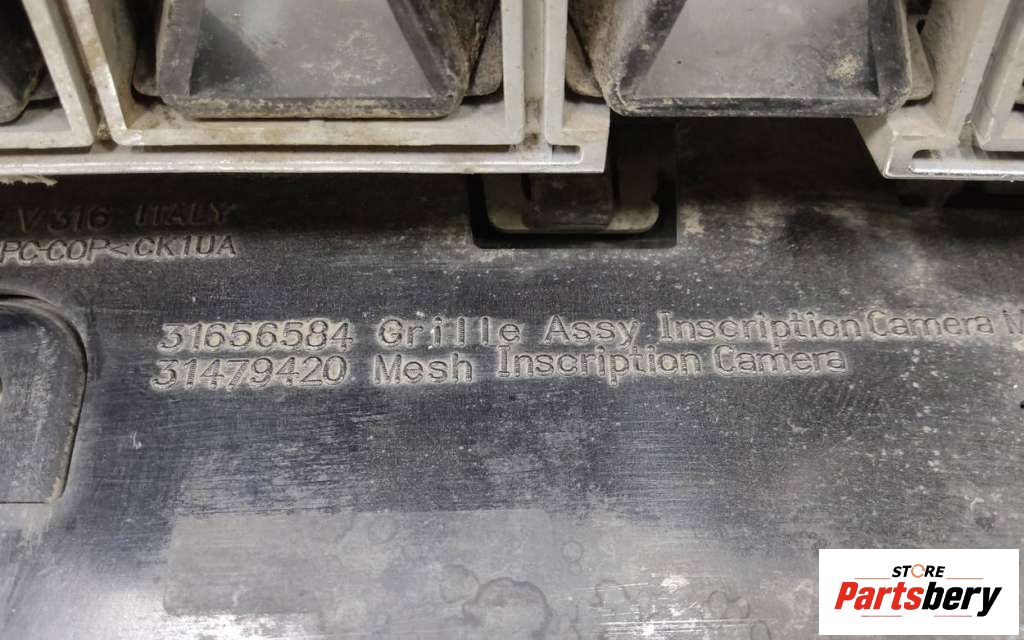 V316 ITALY
PC-COP<CK1UA
31656584 Grille Assy Inscription Camera M
31479420 Mesh Inscription Camera
STORE
Partsbery